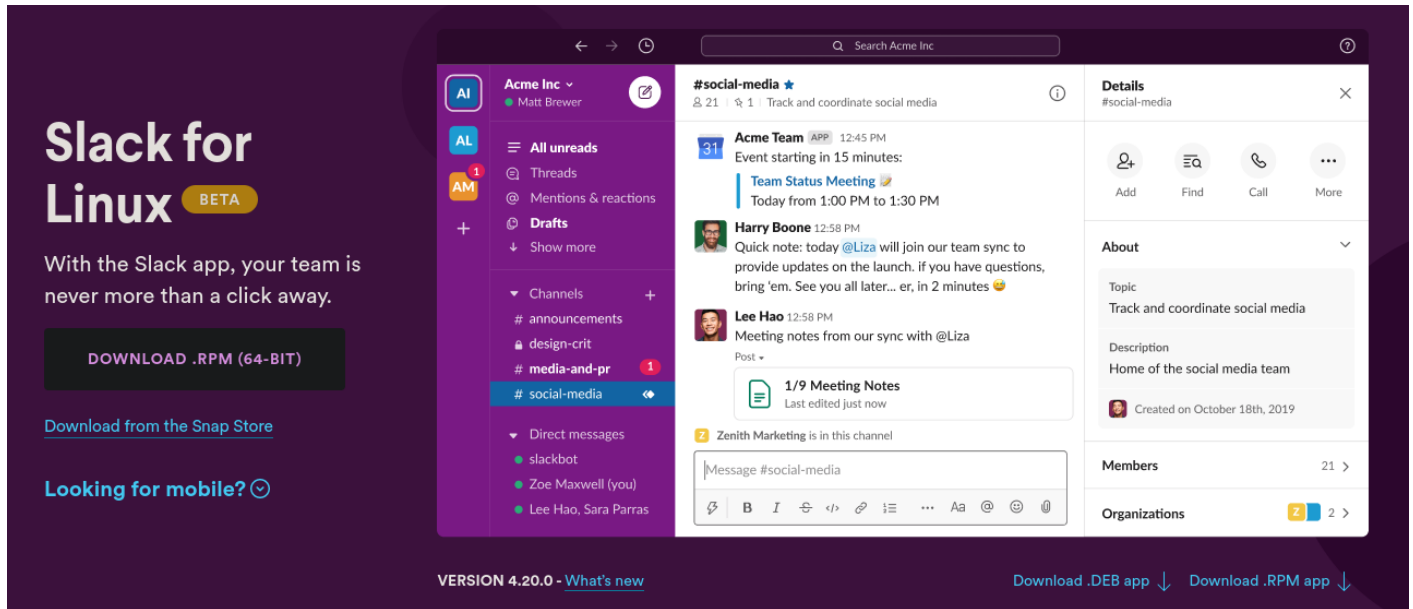 Slack for
Linux BETA
With the Slack app, your team is
never more than a click away.
DOWNLOAD .RPM (64-BIT)
Download from the Snap Store
Looking for mobile?
Search Acme Inc
AI
AL
1
AM
Acme Inc
Matt Brewer
All unreads
Threads
Mentions & reactions
Drafts
Show more
Channels
# announcements
design-crit
# media-and-pr 1
# social-media
Direct messages
slackbot
Zoe Maxwell (you)
Lee Hao, Sara Parras
#social-media
21 | 1 | Track and coordinate social media
31
Acme Team APP 12:45 PM
Event starting in 15 minutes:
Team Status Meeting
Today from 1:00 PM to 1:30 PM
Harry Boone 12:58 PM
Quick note: today @Liza will join our team sync to
provide updates on the launch. if you have questions,
bring ‘em. See you all later... er, in 2 minutes
Lee Hao 12:58 PM
Meeting notes from our sync with @Liza
Post
1/9 Meeting Notes
Last edited just now
Z Zenith Marketing is in this channel
Message #social-media
B I S </> ... Aa @
Details
#social-media
Add Find Call More
About
Topic
Track and coordinate social media
Description
Home of the social media team
Created on October 18th, 2019
Members 21
Organizations Z 2
VERSION 4.20.0 - What's new
Download .DEB app Download .RPM app